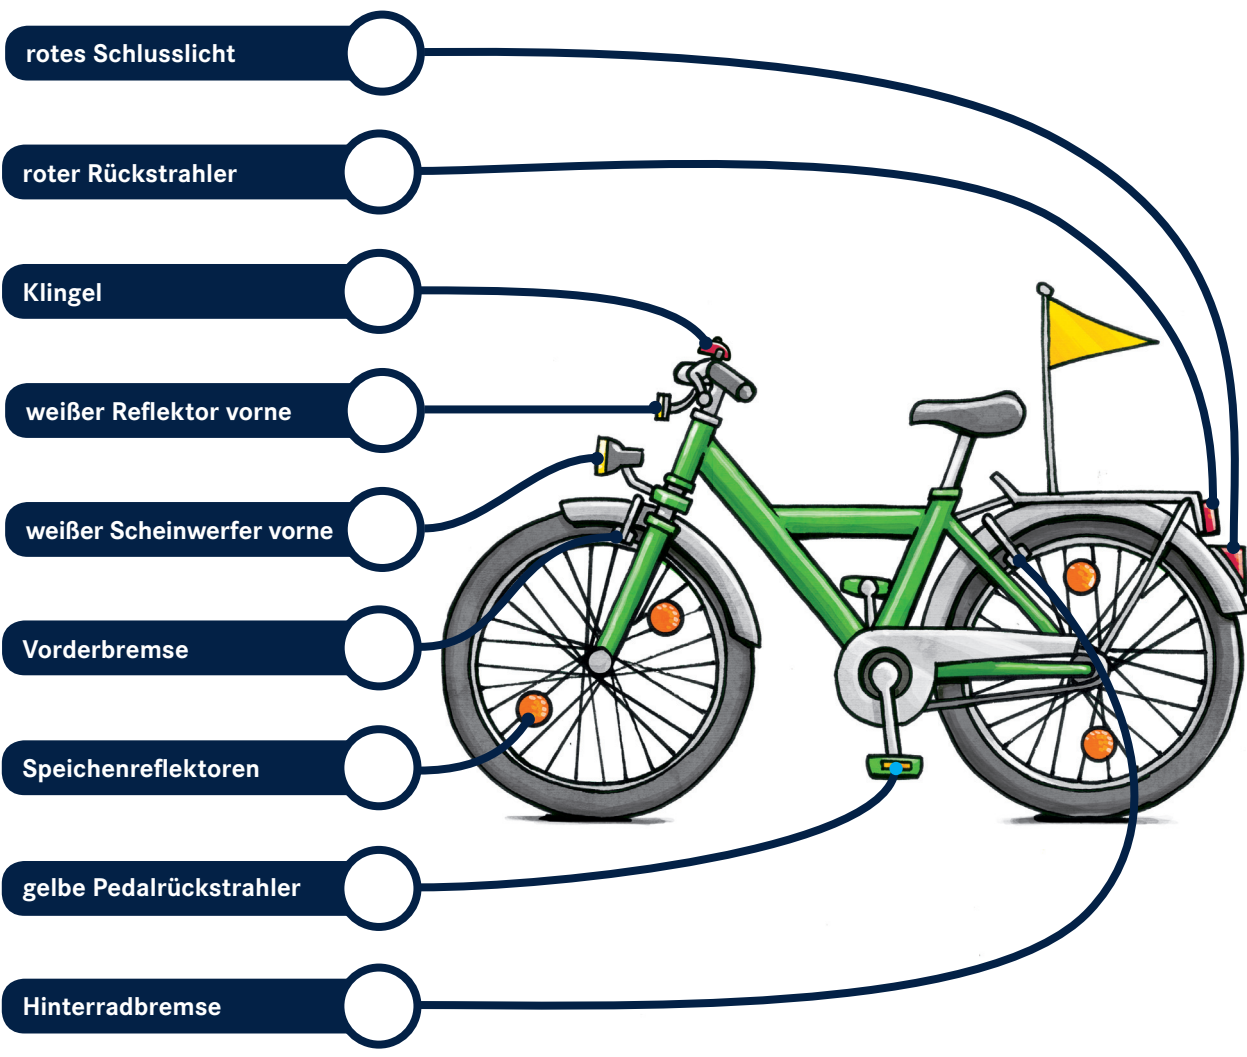 rotes Schlusslicht
roter Rückstrahler
Klingel
weißer Reflektor vorne
weißer Scheinwerfer vorne
Vorderbremse
Speichenreflektoren
gelbe Pedalrückstrahler
Hinterradbremse